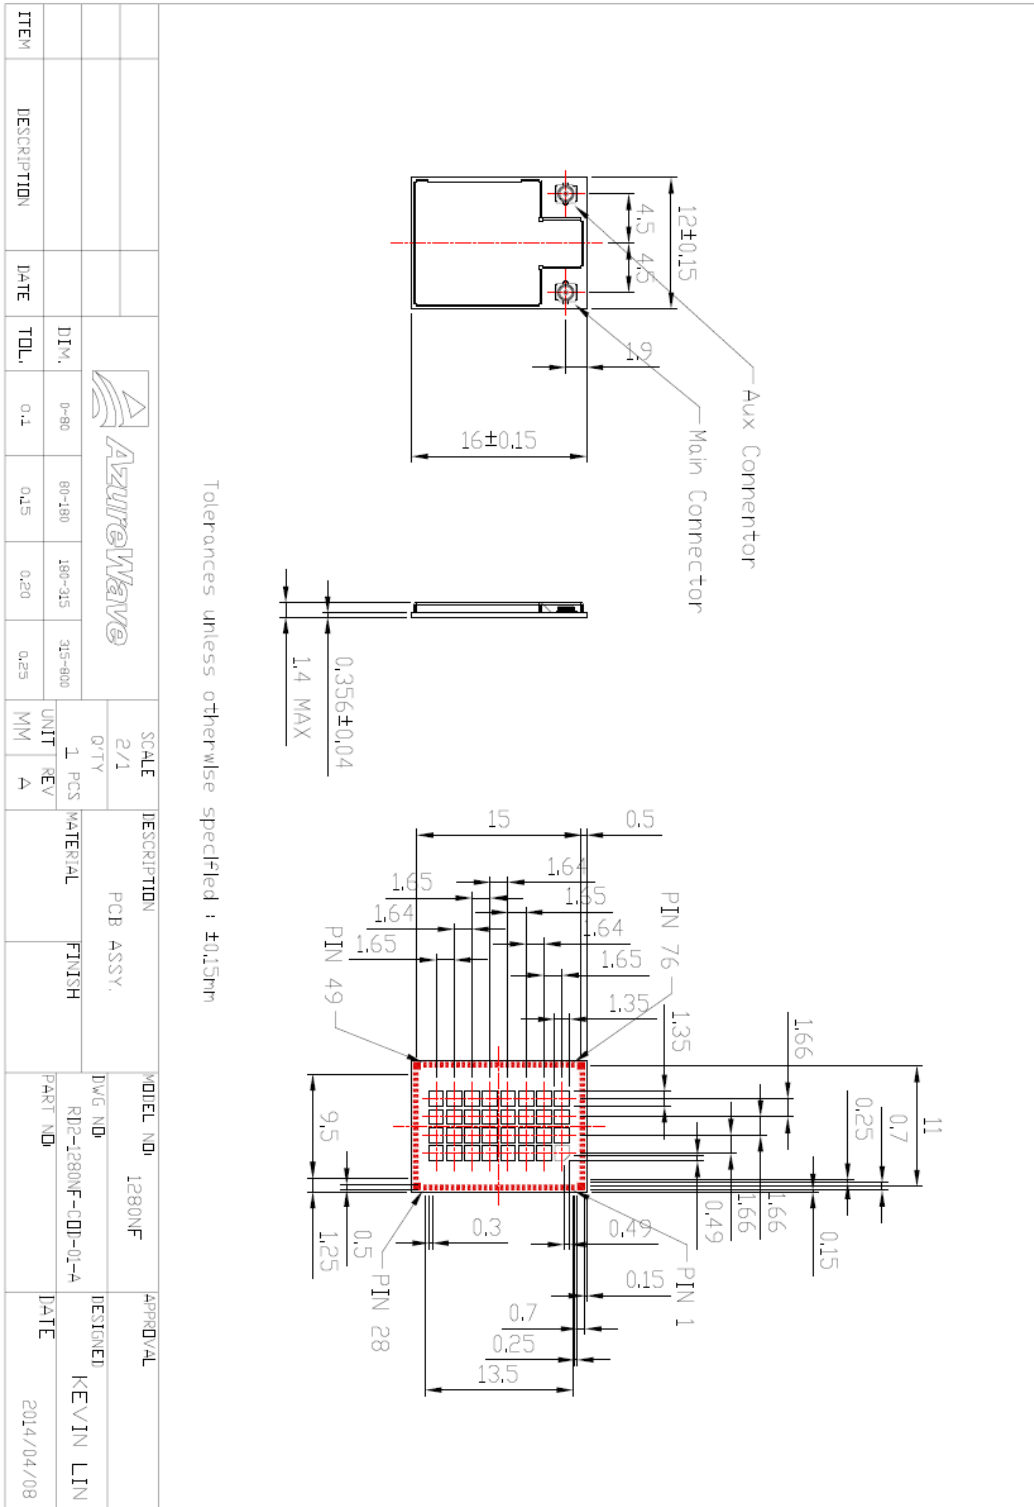 12±0.15
4.5
4.5
1.9
16±0.15
Aux Connentor
Main Connector
0.356±0.04
1.4 MAX
15
0.5
1.64
1.65
1.65
1.64
1.64
1.65
1.65
1.35
1.35
PIN 76
PIN 49
1.66
11
0.7
0.25
1.66
1.66
0.49
0.15
9.5
0.5
1.25
0.3
0.49
0.15
PIN 1
PIN 28
0.7
0.25
13.5
Tolerances unless otherwise specified : ±0.15mm
ITEM
DESCRIPTION
DATE
AzureWave
DIM.
0~80
80~180
180~315
315~800
TOL.
0.1
0.15
0.20
0.25
SCALE
2/1
Q'TY
1 PCS
UNIT
MM
REV
A
DESCRIPTION
PCB ASSY.
MATERIAL
FINISH
MODEL NO:
1280NF
DWG NO:
RD2-1280NF-COD-01-A
PART NO:
APPROVAL
DESIGNED
KEVIN LIN
DATE
2014/04/08